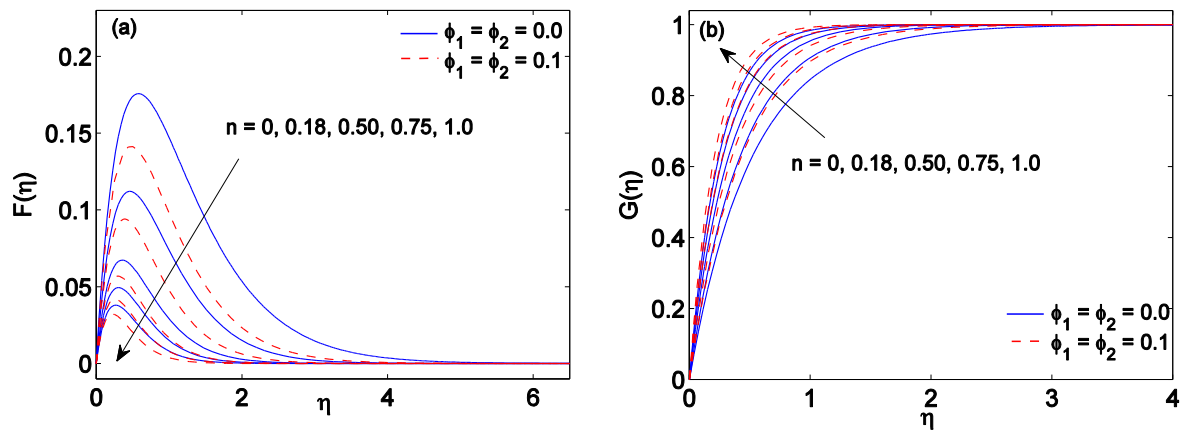 (a)
ϕ1 = ϕ2 = 0.0
ϕ1 = ϕ2 = 0.1
n = 0, 0.18, 0.50, 0.75, 1.0
0.2
0.15
0.1
0.05
0
F(η)
0 2 4 6
η
(b)
n = 0, 0.18, 0.50, 0.75, 1.0
ϕ1 = ϕ2 = 0.0
ϕ1 = ϕ2 = 0.1
1
0.8
0.6
0.4
0.2
0
G(η)
0 1 2 3 4
η